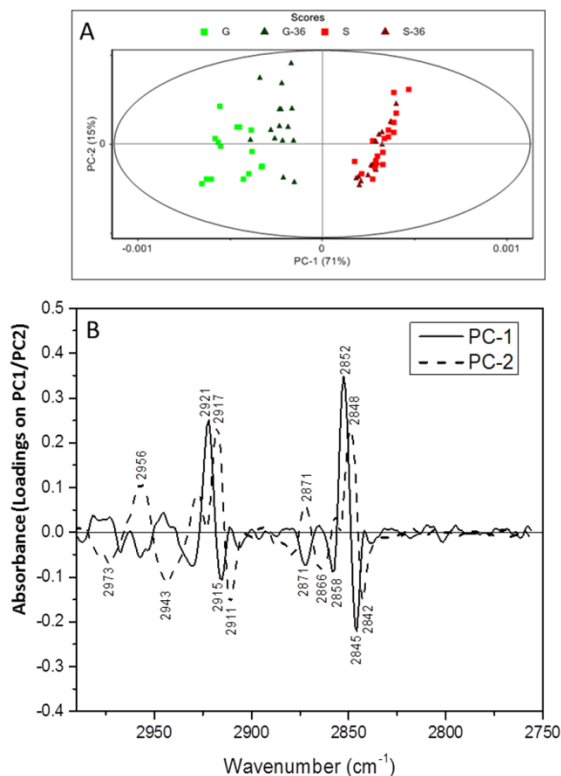 A
Scores
G G-36 S S-36
PC-2 (15%)
0
-0.001 0 0.001
PC-1 (71%)
B
PC-1
PC-2
Absorbance (Loadings on PC1/PC2)
0.5
0.4
0.3
0.2
0.1
0.0
-0.1
-0.2
-0.3
-0.4
2852
2921
2917
2848
2956
2871
2973
2943
2915
2911
2871
2866
2858
2845
2842
2950 2900 2850 2800 2750
Wavenumber (cm⁻¹)